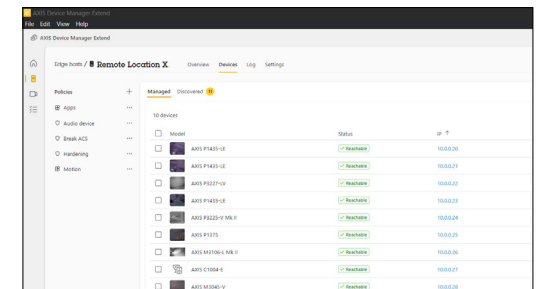 AXIS Device Manager Extend
File Edit View Help
AXIS Device Manager Extend
Edge hosts / Remote Location X Overview Devices Log Settings
Policies + Managed Discovered 11
Apps ...
10 devices
Audio device ...
Model Status IP ↑
Break ACS ...
AXIS P1435-LE Reachable 10.0.0.20
Hardening ...
AXIS P1435-LE Reachable 10.0.0.21
Motion ...
AXIS P3227-LV Reachable 10.0.0.22
AXIS P1435-LE Reachable 10.0.0.23
AXIS P3225-V Mk II Reachable 10.0.0.24
AXIS P1375 Reachable 10.0.0.25
AXIS M3106-L Mk II Reachable 10.0.0.26
AXIS C1004-E Reachable 10.0.0.27
AXIS M3045-V Reachable 10.0.0.28